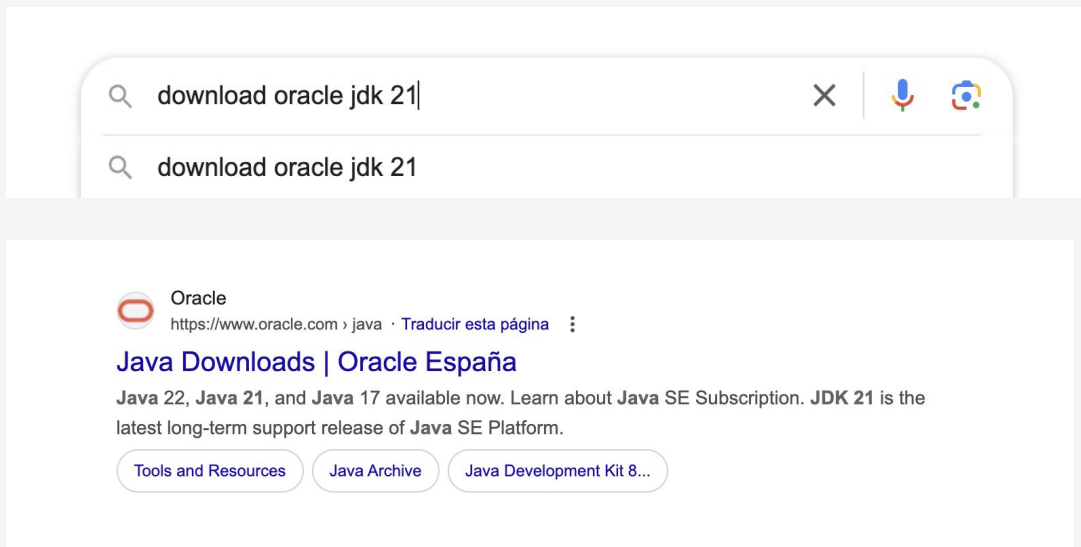 download oracle jdk 21
download oracle jdk 21
Oracle
https://www.oracle.com › java · Traducir esta página
Java Downloads | Oracle España
Java 22, Java 21, and Java 17 available now. Learn about Java SE Subscription. JDK 21 is the
latest long-term support release of Java SE Platform.
Tools and Resources Java Archive Java Development Kit 8...